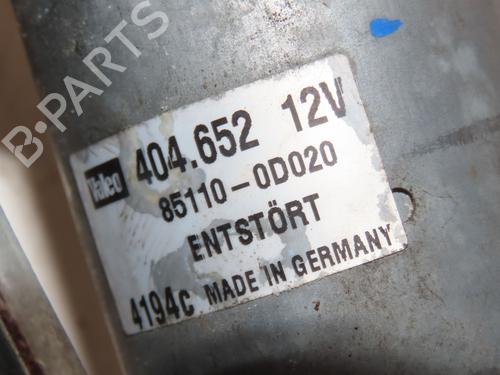 B-PARTS
Valeo 404.652 12V
85110-0D020
ENTSTÖRT
4194C MADE IN GERMANY